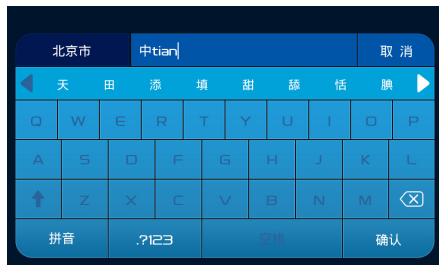 北京市 中tian 取 消
天 田 添 填 甜 舔 恬 腆
Q W E R T Y U I O P
A S D F G H J K L
Z X C V B N M
拼音 .?123 空格 确认